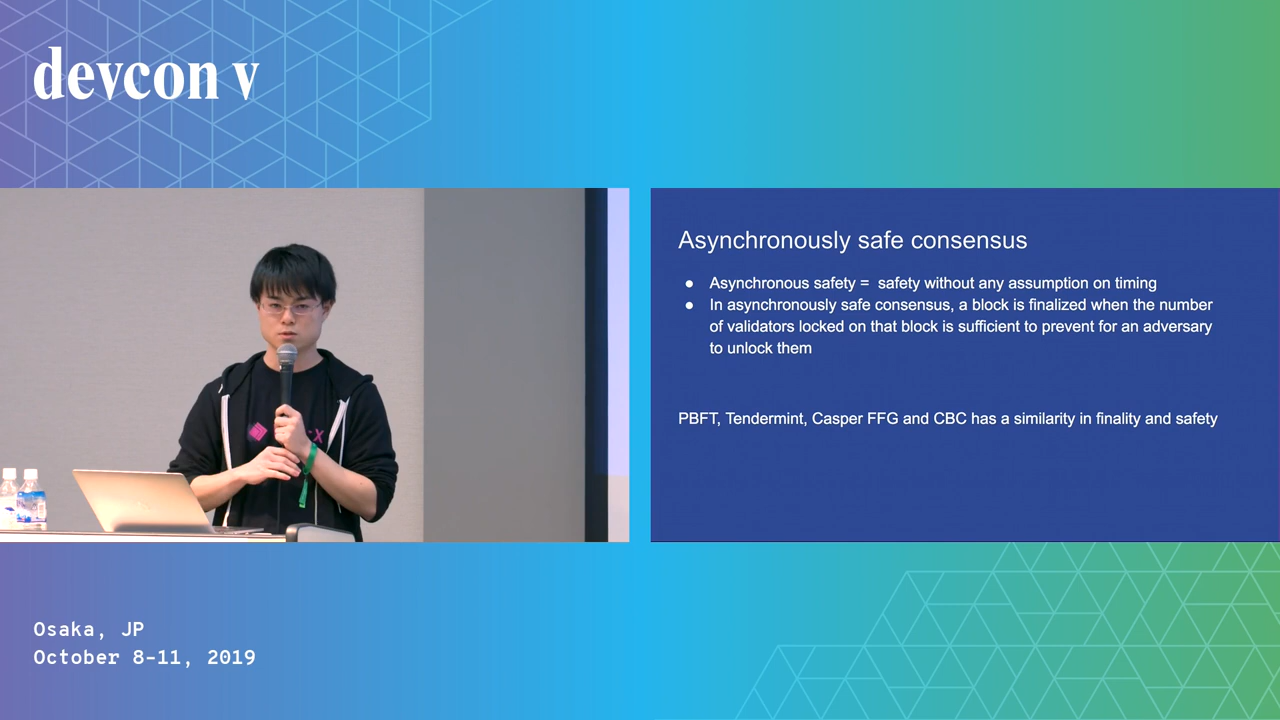 devcon v
Asynchronously safe consensus
● Asynchronous safety = safety without any assumption on timing
● In asynchronously safe consensus, a block is finalized when the number
of validators locked on that block is sufficient to prevent for an adversary
to unlock them
PBFT, Tendermint, Casper FFG and CBC has a similarity in finality and safety
Osaka, JP
October 8-11, 2019